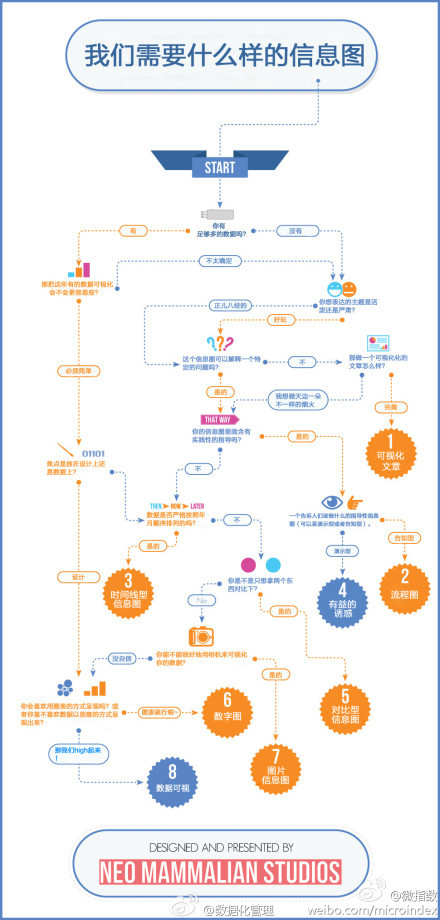 我们需要什么样的信息图
START
你有
足够多的数据吗?
有
没有
不太确定
想把这所有的数据可视化
会不会更容易些?
你想表达的主题是活
泼还是严肃?
正儿八经的
好玩
这个信息图可以解释一个特
定的问题吗?
不
那做一个可视化的
文章怎么样?
必须简单
是的
我想做天边一朵
不一样的烟火
完美
THAT WAY
1
可视化
文章
你的信息是里面含有
实践性的指导吗?
是的
01101
焦点是放在设计上还
是数据上?
不
THEN
NOW
LATER
数据是否严格按照年
月顺序排列的吗?
不
一个告诉人们该做什么的指导性画面
图(可以是演示型或者告知型)。
是的
演示型
告知型
3
时间线型
信息图
设计
你是不是只想拿两个东
西对比下?
4
有益的
诱惑
2
流程图
No
是的
没自信
你能不能很好地用相机来可视化
你的数据?
你会喜欢用图表的方式呈现吗?或
者你喜不喜欢数据以创意的方式呈
现出来?
图表就行啦~
6
数字图
是的
5
对比型
信息图
那我们high起来
!
8
数据可视
7
图片
信息图
DESIGNED AND PRESENTED BY
NEO MAMMALIAN STUDIOS
@数据化管理
@微指数
weibo.com/microindex